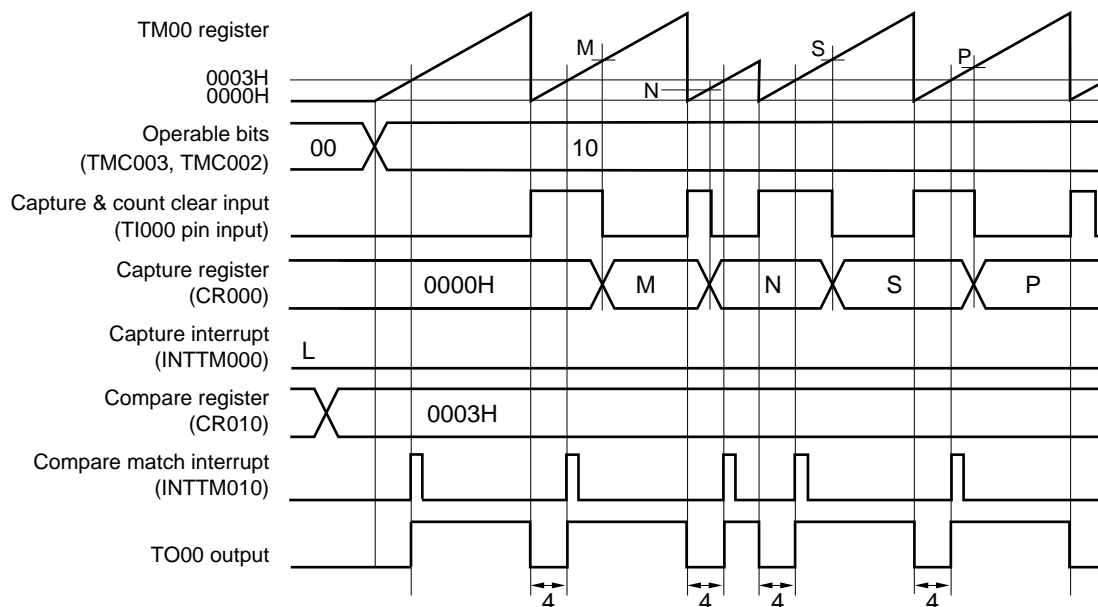 TM00 register
M
S
P
N
0003H
0000H
Operable bits
(TMC003, TMC002)
00
10
Capture & count clear input
(TI000 pin input)
Capture register
(CR000)
0000H
M
N
S
P
Capture interrupt
(INTTM000)
L
Compare register
(CR010)
0003H
Compare match interrupt
(INTTM010)
TO00 output
4
4
4
4